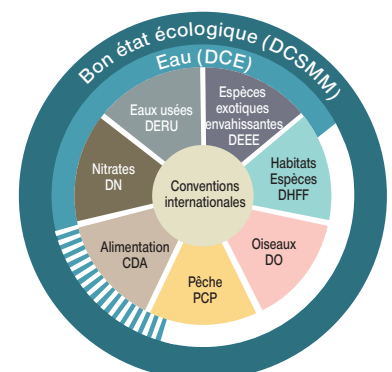 Bon état écologique (DCSMM)
Eau (DCE)
Espèces
exotiques
envahissantes
DEEE
Eaux usées
DERU
Habitats
Espèces
DHFF
Nitrates
DN
Conventions
internationales
Oiseaux
DO
Alimentation
CDA
Pêche
PCP